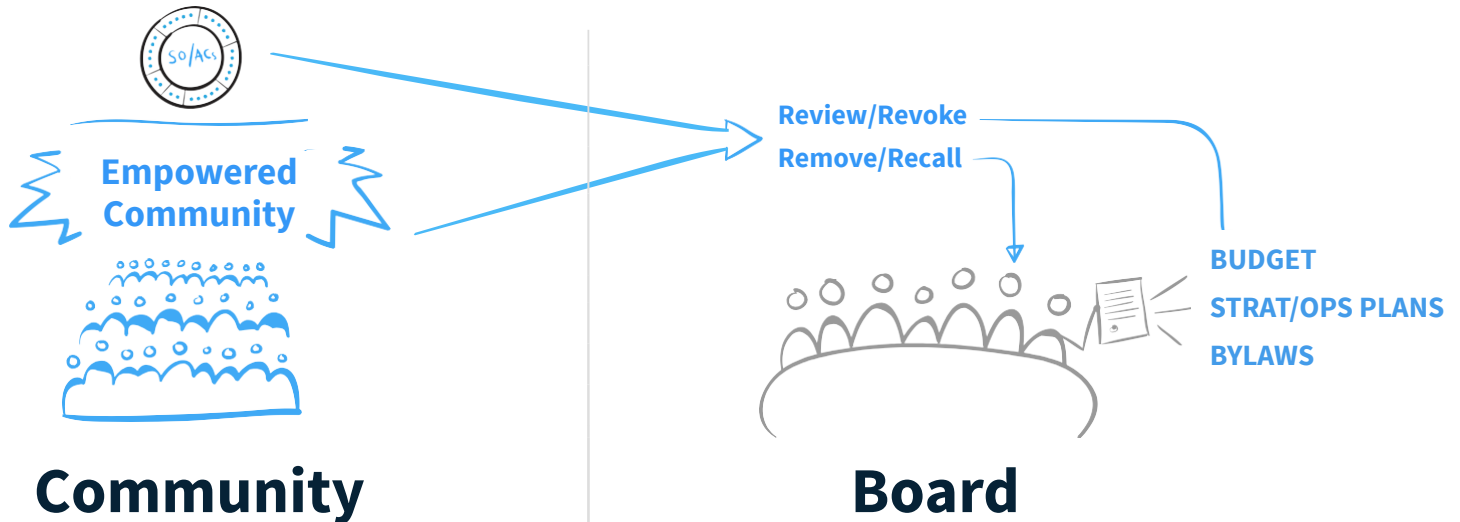 SO/ACs
Empowered
Community
Community
Review/Revoke
Remove/Recall
BUDGET
STRAT/OPS PLANS
BYLAWS
Board